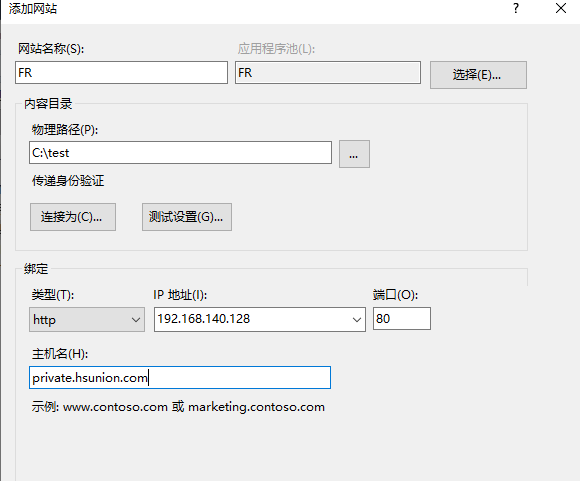 添加网站 ? ×
网站名称(S): 应用程序池(L):
FR FR 选择(E)...
内容目录
物理路径(P):
C:\test ...
传递身份验证
连接为(C)... 测试设置(G)...
绑定
类型(T): IP 地址(I): 端口(O):
http 192.168.140.128 80
主机名(H):
private.hsunion.com
示例: www.contoso.com 或 marketing.contoso.com